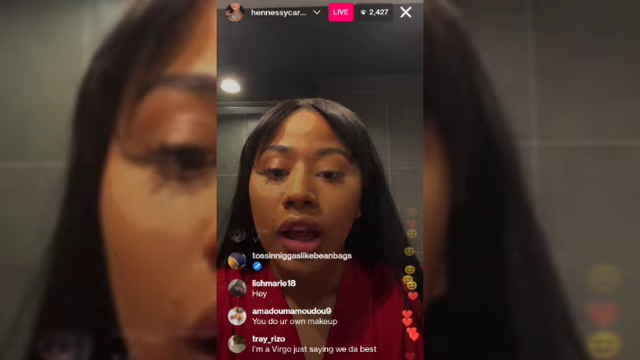 hennessycar...
LIVE
2,427
tossinniggaslikebeanbags
lishmarie18
Hey
amadoumamoudou9
You do ur own makeup
tray_rizo
I'm a Virgo just saying we da best